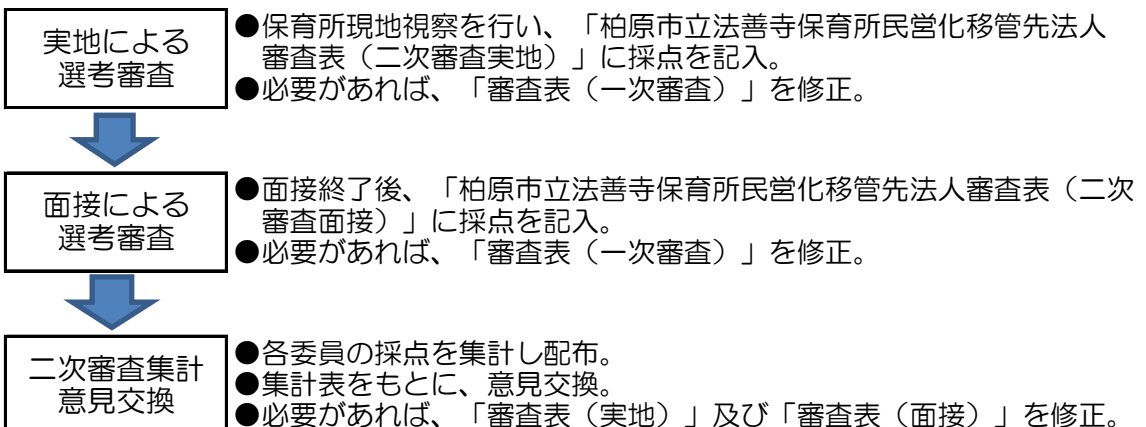 実地による
選考審査
●保育所現地視察を行い、「柏原市立法善寺保育所民営化移管先法人
審査表（二次審査実地）」に採点を記入。
●必要があれば、「審査表（一次審査）」を修正。
面接による
選考審査
●面接終了後、「柏原市立法善寺保育所民営化移管先法人審査表（二次
審査面接）」に採点を記入。
●必要があれば、「審査表（一次審査）」を修正。
二次審査集計
意見交換
●各委員の採点を集計し配布。
●集計表をもとに、意見交換。
●必要があれば、「審査表（実地）」及び「審査表（面接）」を修正。